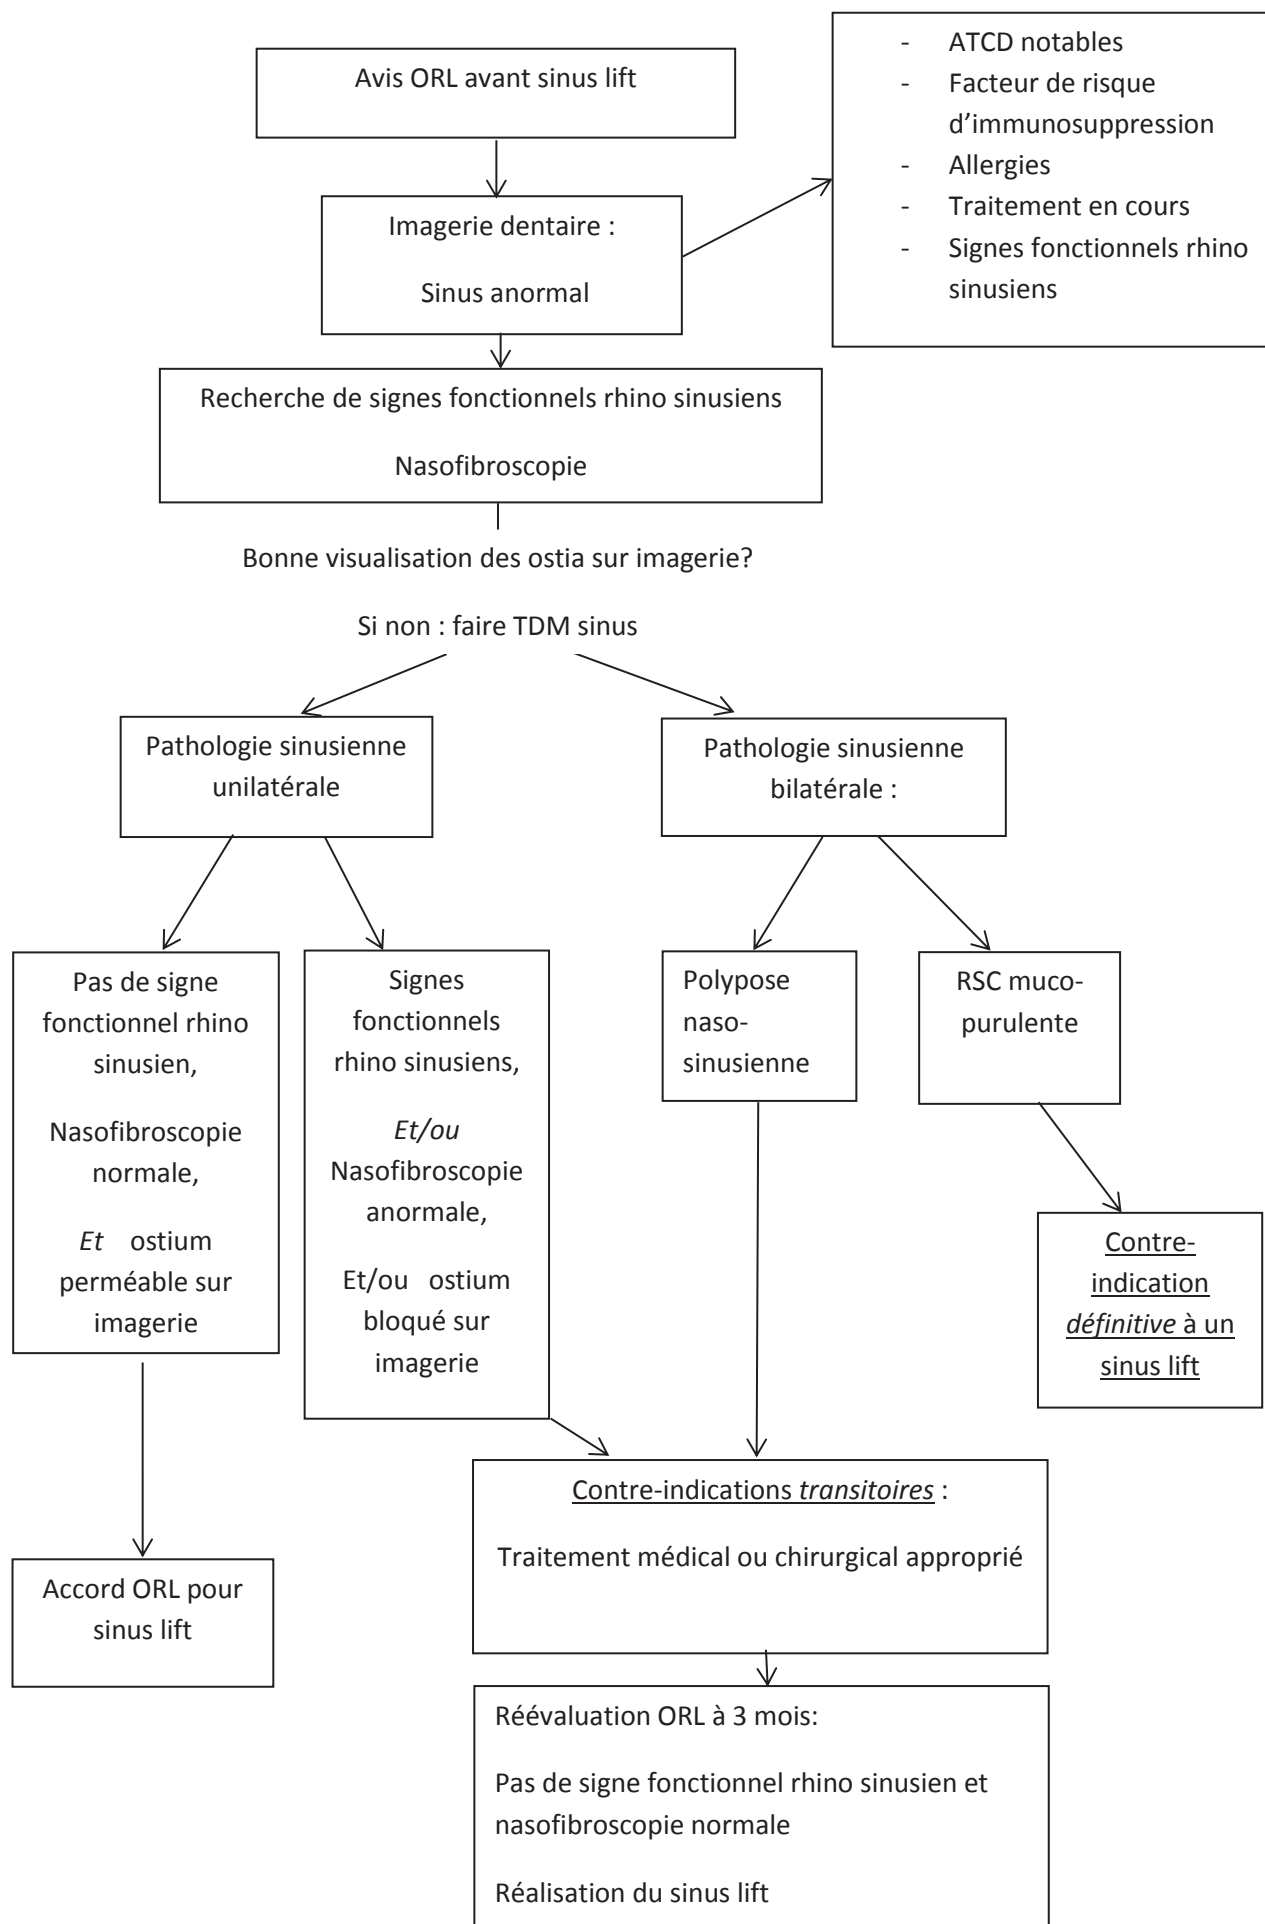 Avis ORL avant sinus lift
- ATCD notables
- Facteur de risque
d'immunosuppression
- Allergies
- Traitement en cours
- Signes fonctionnels rhino
sinusiens
Imagerie dentaire :
Sinus anormal
Recherche de signes fonctionnels rhino sinusiens
Nasofibroscopie
Bonne visualisation des ostia sur imagerie?
Si non : faire TDM sinus
Pathologie sinusienne
unilatérale
Pathologie sinusienne
bilatérale :
Pas de signe
fonctionnel rhino
sinusien,
Nasofibroscopie
normale,
Et ostium
perméable sur
imagerie
Signes
fonctionnels
rhino sinusiens,
Et/ou
Nasofibroscopie
anormale,
Et/ou ostium
bloqué sur
imagerie
Polypose
naso-
sinusienne
RSC muco-
purulente
Contre-
indication
définitive à un
sinus lift
Contre-indications transitoires :
Traitement médical ou chirurgical approprié
Accord ORL pour
sinus lift
Réévaluation ORL à 3 mois:
Pas de signe fonctionnel rhino sinusien et
nasofibroscopie normale
Réalisation du sinus lift